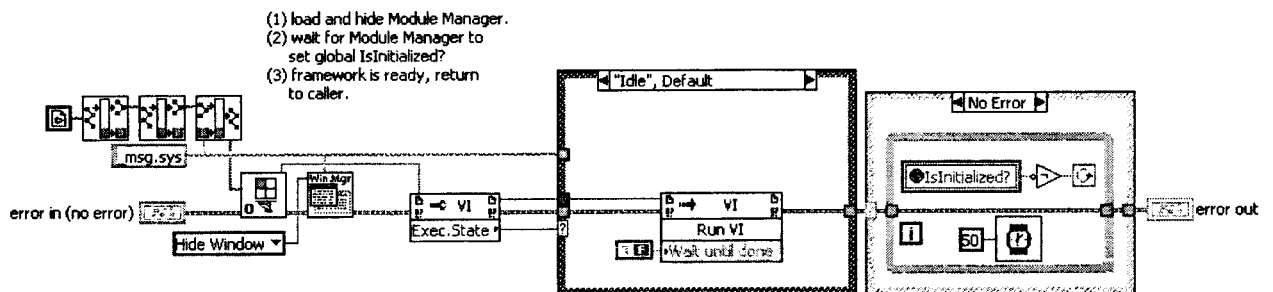 (1) load and hide Module Manager.
(2) wait for Module Manager to
set global IsInitialized?
(3) framework is ready, return
to caller.
"Idle", Default
No Error
_msg.sys
Win Mgr
IsInitialized?
error in (no error)
VI
VI
error out
Exec.State
Run VI
Hide Window
?
F
Wait until done
i
50